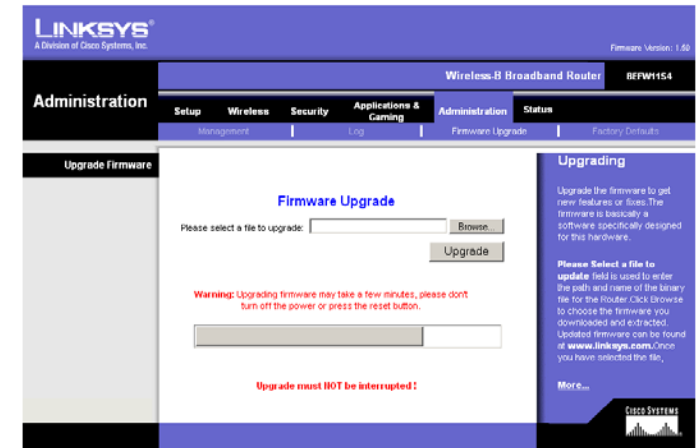 LINKSYS®
A Division of Cisco Systems, Inc.
Firmware Version: 1.50
Wireless-B Broadband Router BEFW11S4
Administration
Setup Wireless Security Applications & Gaming Administration Status
Management Log Firmware Upgrade Factory Defaults
Upgrade Firmware
Firmware Upgrade
Please select a file to upgrade: Browse...
Upgrade
Warning: Upgrading firmware may take a few minutes, please don't
turn off the power or press the reset button.
Upgrade must NOT be interrupted !
Upgrading
Upgrade the firmware to get
new features or fixes.The
firmware is basically a
software specifically designed
for this hardware.
Please Select a file to
update field is used to enter
the path and name of the binary
file for the Router.Click Browse
to choose the firmware you
downloaded and extracted.
Updated firmware can be found
at www.linksys.com.Once
you have selected the file,
More...
CISCO SYSTEMS